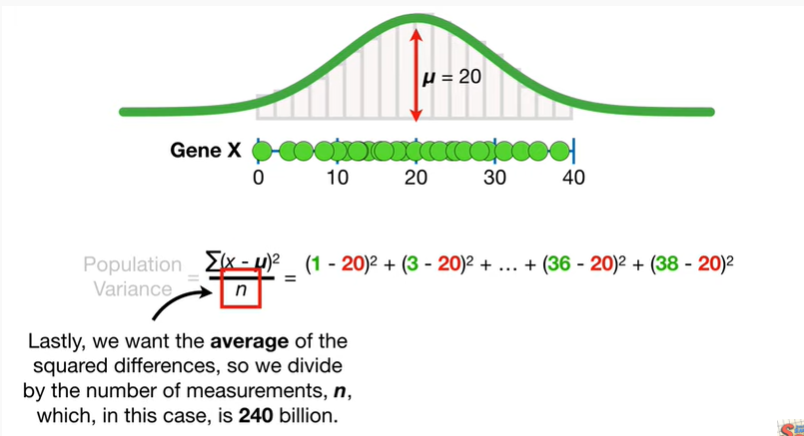 μ = 20
Gene X
0 10 20 30 40
Population Variance = ∑(x - μ)² / n = (1 - 20)² + (3 - 20)² + ... + (36 - 20)² + (38 - 20)²
Lastly, we want the average of the
squared differences, so we divide
by the number of measurements, n,
which, in this case, is 240 billion.